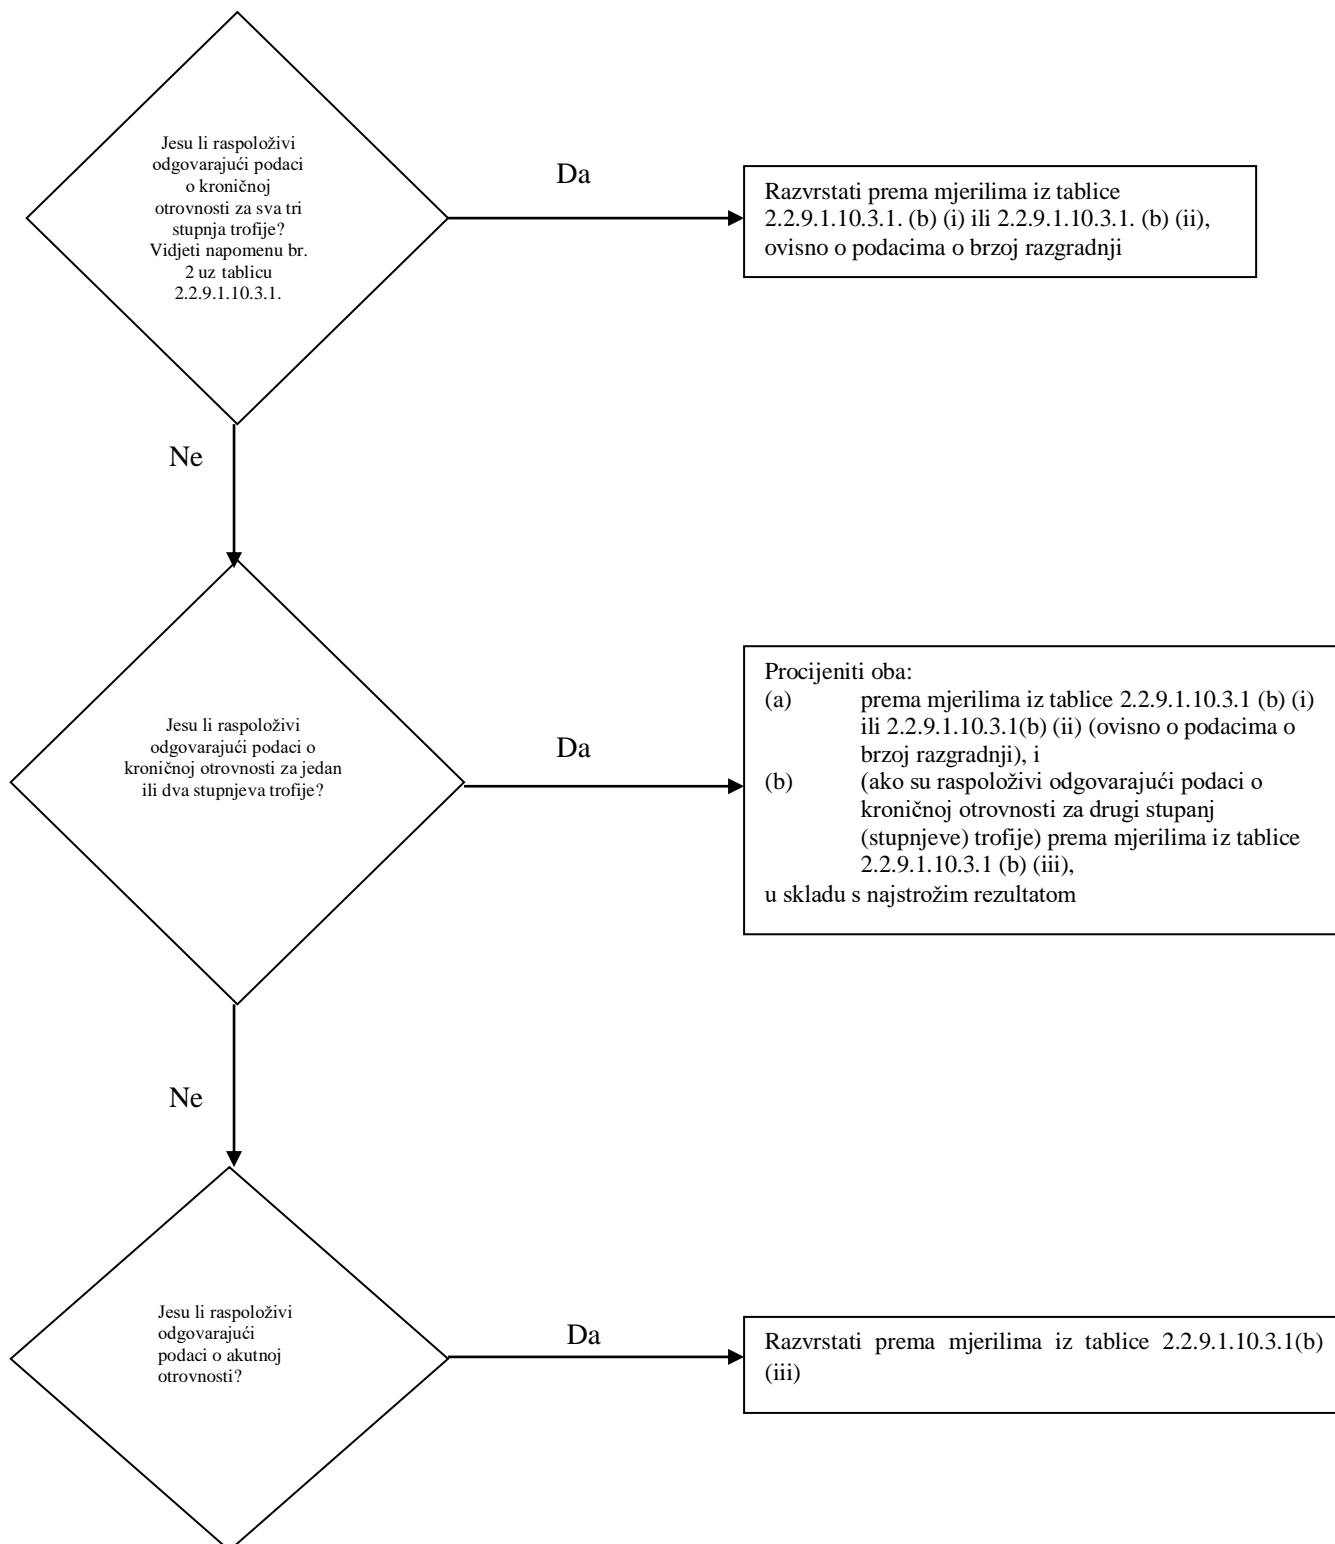 Jesu li raspoloživi
odgovarajući podaci
o kroničnoj
otrovnosti za sva tri
stupnja trofije?
Vidjeti napomenu br.
2 uz tablicu
2.2.9.1.10.3.1.
Da
Razvrstati prema mjerilima iz tablice
2.2.9.1.10.3.1. (b) (i) ili 2.2.9.1.10.3.1. (b) (ii),
ovisno o podacima o brzoj razgradnji
Ne
Jesu li raspoloživi
odgovarajući podaci o
kroničnoj otrovnosti za jedan
ili dva stupnjeva trofije?
Da
Procijeniti oba:
(a) prema mjerilima iz tablice 2.2.9.1.10.3.1 (b) (i)
ili 2.2.9.1.10.3.1(b) (ii) (ovisno o podacima o
brzoj razgradnji), i
(b) (ako su raspoloživi odgovarajući podaci o
kroničnoj otrovnosti za drugi stupanj
(stupnjeve) trofije) prema mjerilima iz tablice
2.2.9.1.10.3.1 (b) (iii),
u skladu s najstrožim rezultatom
Ne
Jesu li raspoloživi
odgovarajući
podaci o akutnoj
otrovnosti?
Da
Razvrstati prema mjerilima iz tablice 2.2.9.1.10.3.1(b)
(iii)